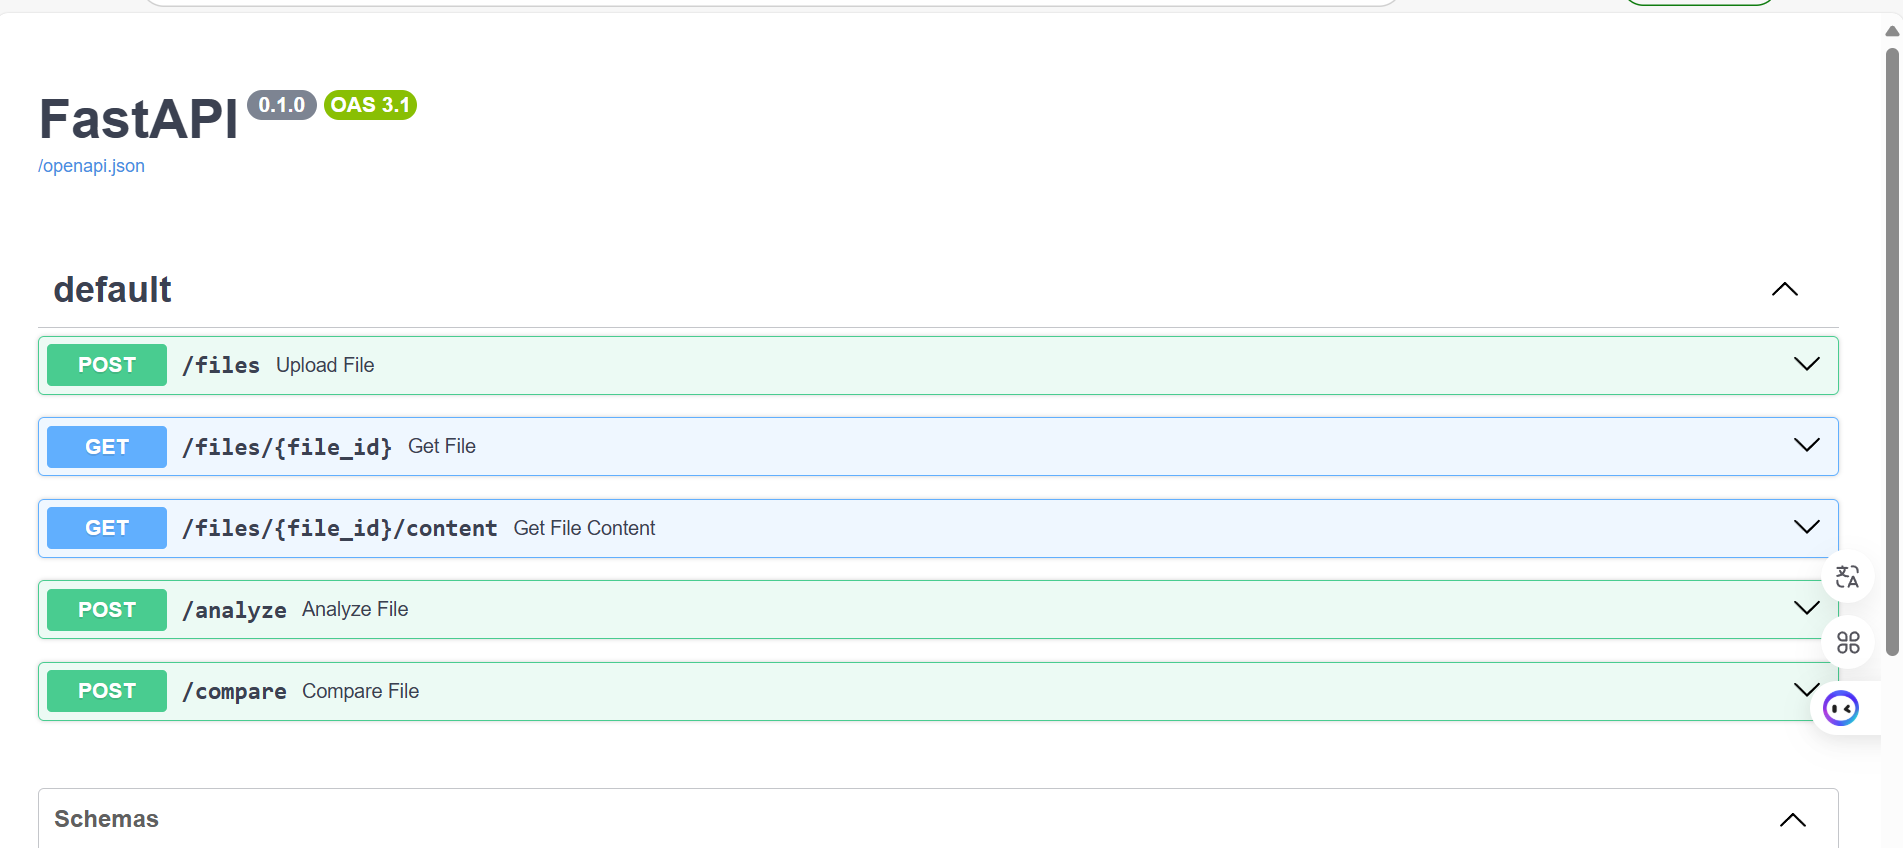 FastAPI 0.1.0 OAS 3.1
/openapi.json
default
POST /files Upload File
GET /files/{file_id} Get File
GET /files/{file_id}/content Get File Content
POST /analyze Analyze File
POST /compare Compare File
Schemas